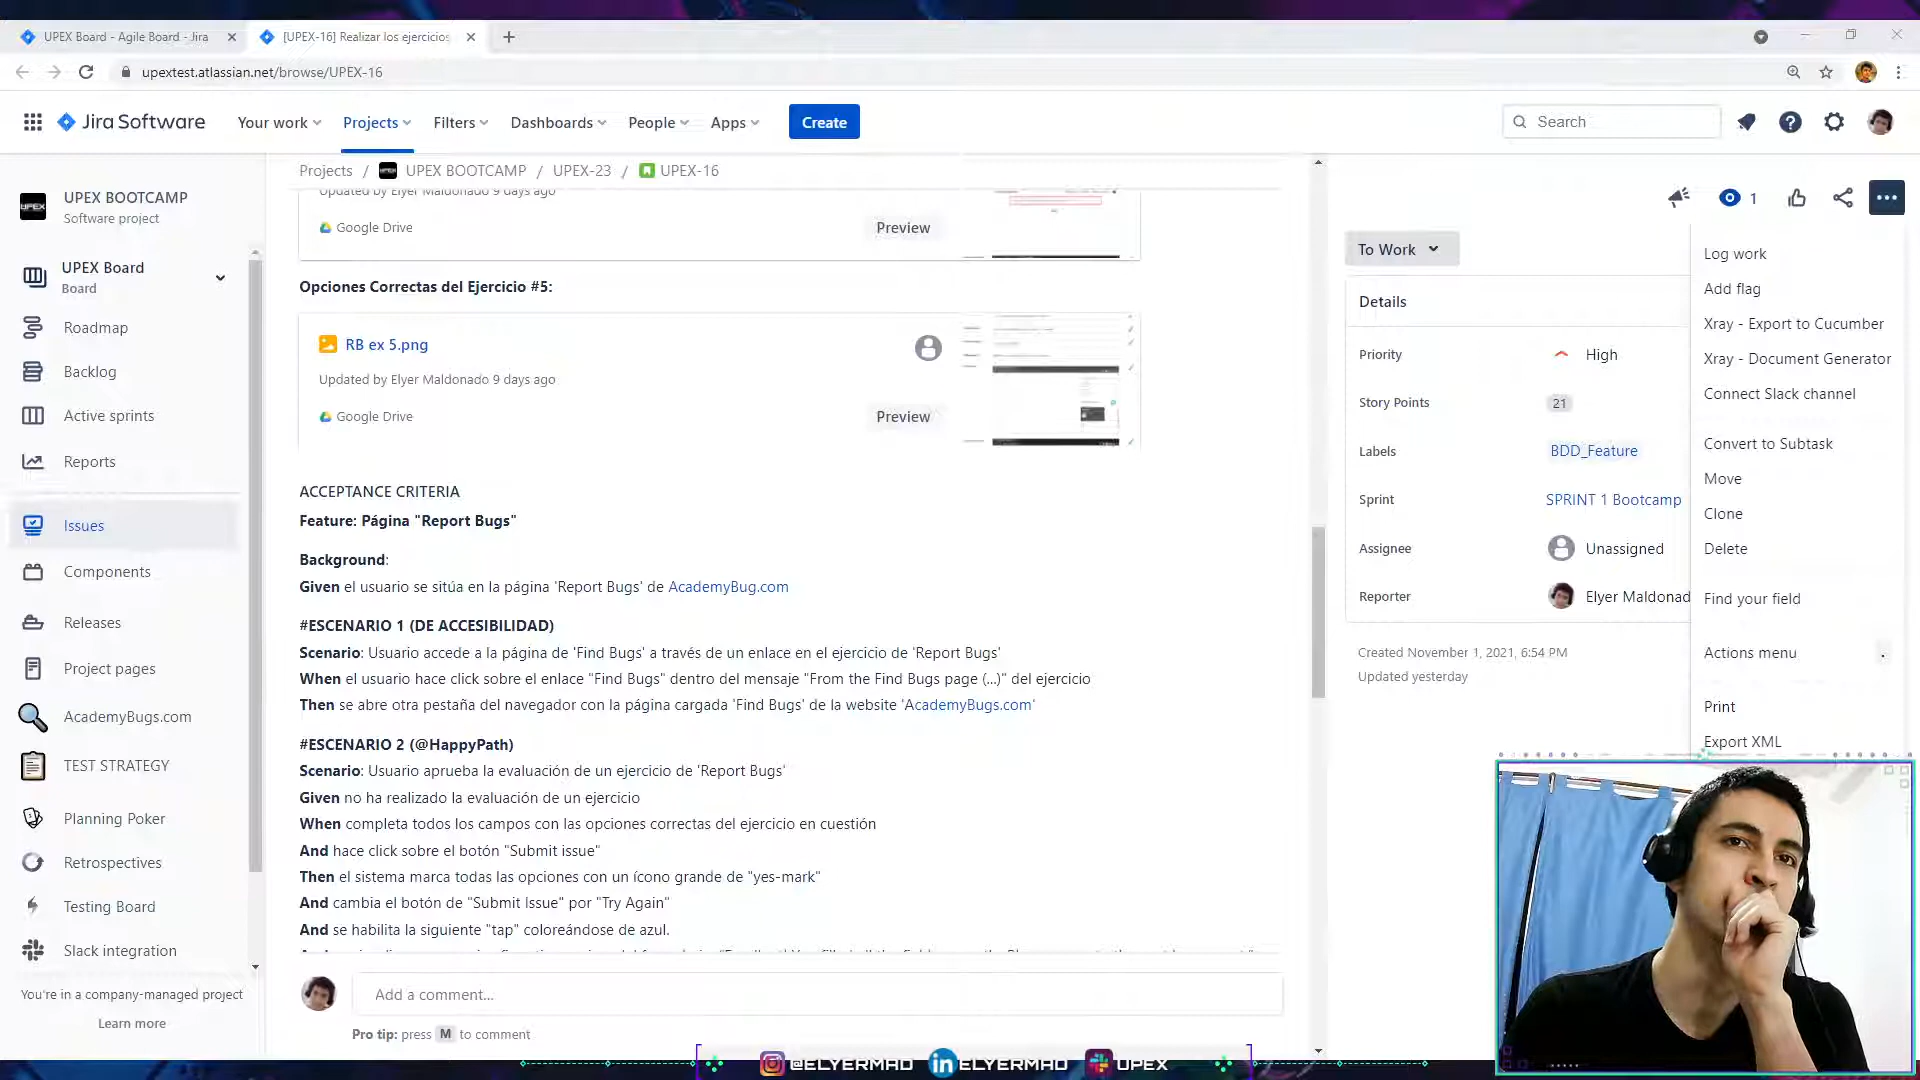 UPEX Board - Agile Board - Jira
[UPEX-16] Realizar los ejercicios
upextest.atlassian.net/browse/UPEX-16
Jira Software
Your work
Projects
Filters
Dashboards
People
Apps
Create
Search
UPEX BOOTCAMP
Software project
UPEX Board
Board
Roadmap
Backlog
Active sprints
Reports
Issues
Components
Releases
Project pages
AcademyBugs.com
TEST STRATEGY
Planning Poker
Retrospectives
Testing Board
Slack integration
You're in a company-managed project
Learn more
Projects / UPEX BOOTCAMP / UPEX-23 / UPEX-16
Updated by Elyer Maldonado 9 days ago
Google Drive
Preview
Opciones Correctas del Ejercicio #5:
RB ex 5.png
Updated by Elyer Maldonado 9 days ago
Google Drive
Preview
ACCEPTANCE CRITERIA
Feature: Página "Report Bugs"
Background:
Given el usuario se sitúa en la página 'Report Bugs' de AcademyBug.com
#ESCENARIO 1 (DE ACCESIBILIDAD)
Scenario: Usuario accede a la página de 'Find Bugs' a través de un enlace en el ejercicio de 'Report Bugs'
When el usuario hace click sobre el enlace "Find Bugs" dentro del mensaje "From the Find Bugs page (...)" del ejercicio
Then se abre otra pestaña del navegador con la página cargada 'Find Bugs' de la website 'AcademyBugs.com'
#ESCENARIO 2 (@HappyPath)
Scenario: Usuario aprueba la evaluación de un ejercicio de 'Report Bugs'
Given no ha realizado la evaluación de un ejercicio
When completa todos los campos con las opciones correctas del ejercicio en cuestión
And hace click sobre el botón "Submit issue"
Then el sistema marca todas las opciones con un ícono grande de "yes-mark"
And cambia el botón de "Submit Issue" por "Try Again"
And se habilita la siguiente "tap" coloreándose de azul.
Add a comment...
Pro tip: press M to comment
1
To Work
Details
Priority
High
Story Points
21
Labels
BDD_Feature
Sprint
SPRINT 1 Bootcamp
Assignee
Unassigned
Reporter
Elyer Maldonad
Created November 1, 2021, 6:54 PM
Updated yesterday
Log work
Add flag
Xray - Export to Cucumber
Xray - Document Generator
Connect Slack channel
Convert to Subtask
Move
Clone
Delete
Find your field
Actions menu
.
Print
Export XML
@ELYERMAD
ELYERMAD
UPEX